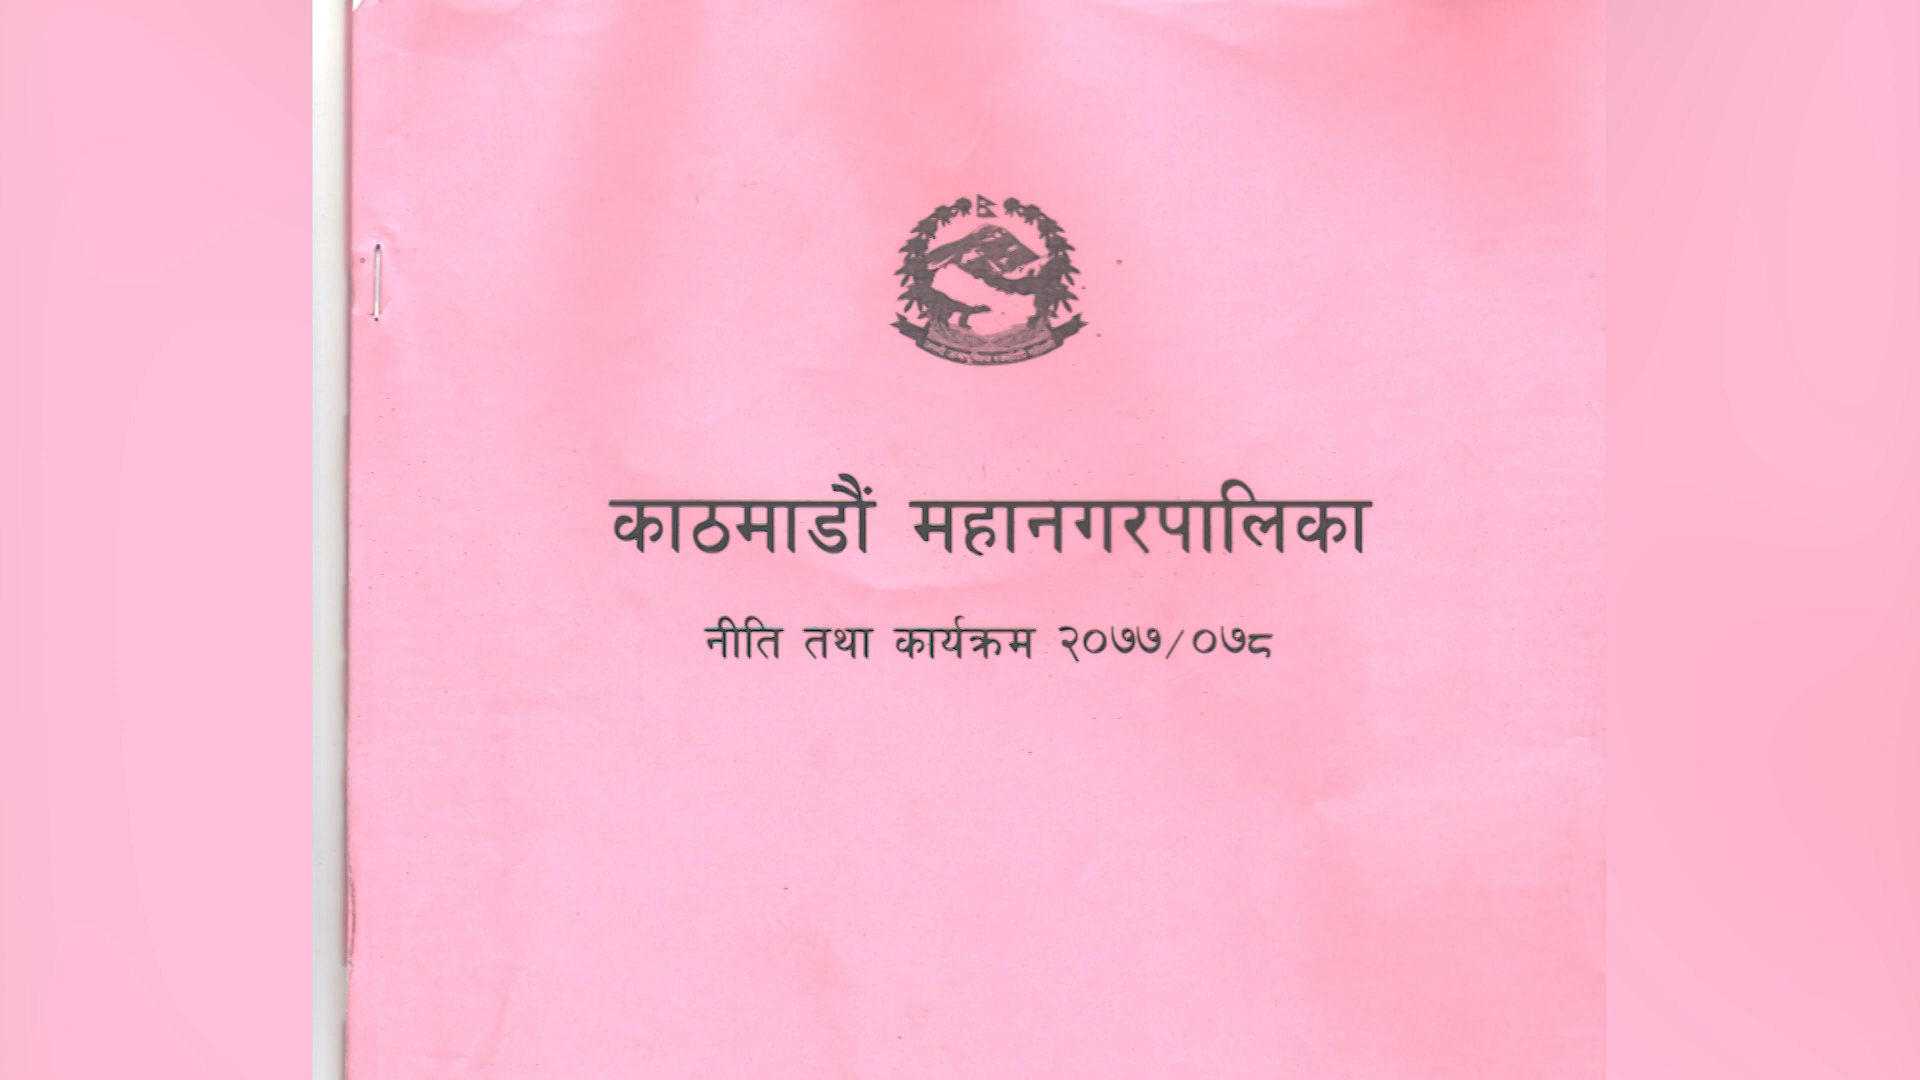 काठमाडौं महानगरपालिका
नीति तथा कार्यक्रम २०७७/०७८